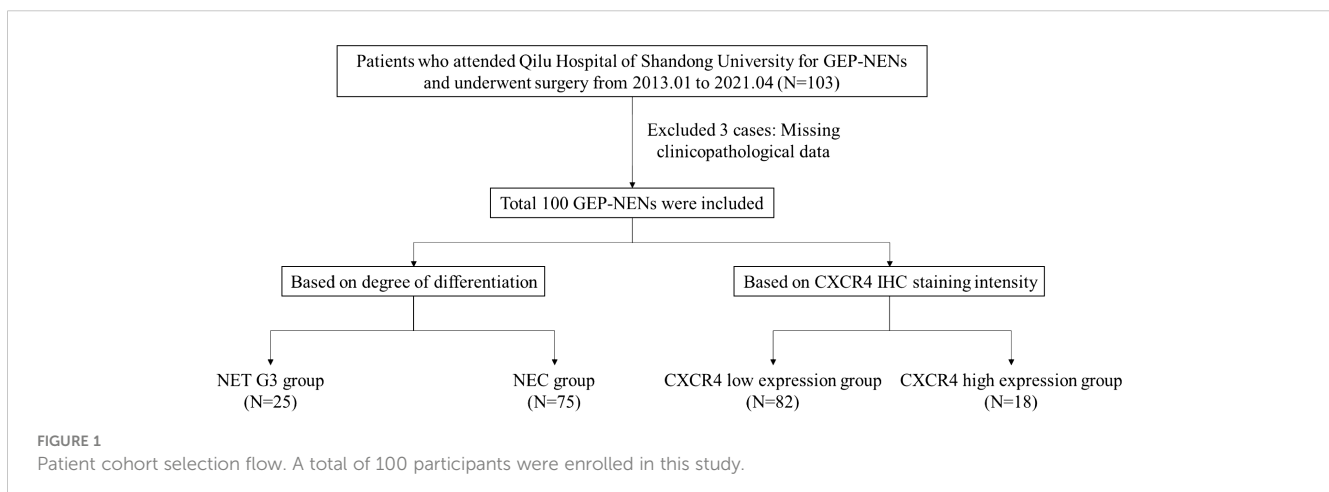 Patients who attended Qilu Hospital of Shandong University for GEP-NENs
and underwent surgery from 2013.01 to 2021.04 (N=103)
Excluded 3 cases: Missing
clinicopathological data
Total 100 GEP-NENs were included
Based on degree of differentiation
Based on CXCR4 IHC staining intensity
NET G3 group
(N=25)
NEC group
(N=75)
CXCR4 low expression group
(N=82)
CXCR4 high expression group
(N=18)
FIGURE 1
Patient cohort selection flow. A total of 100 participants were enrolled in this study.